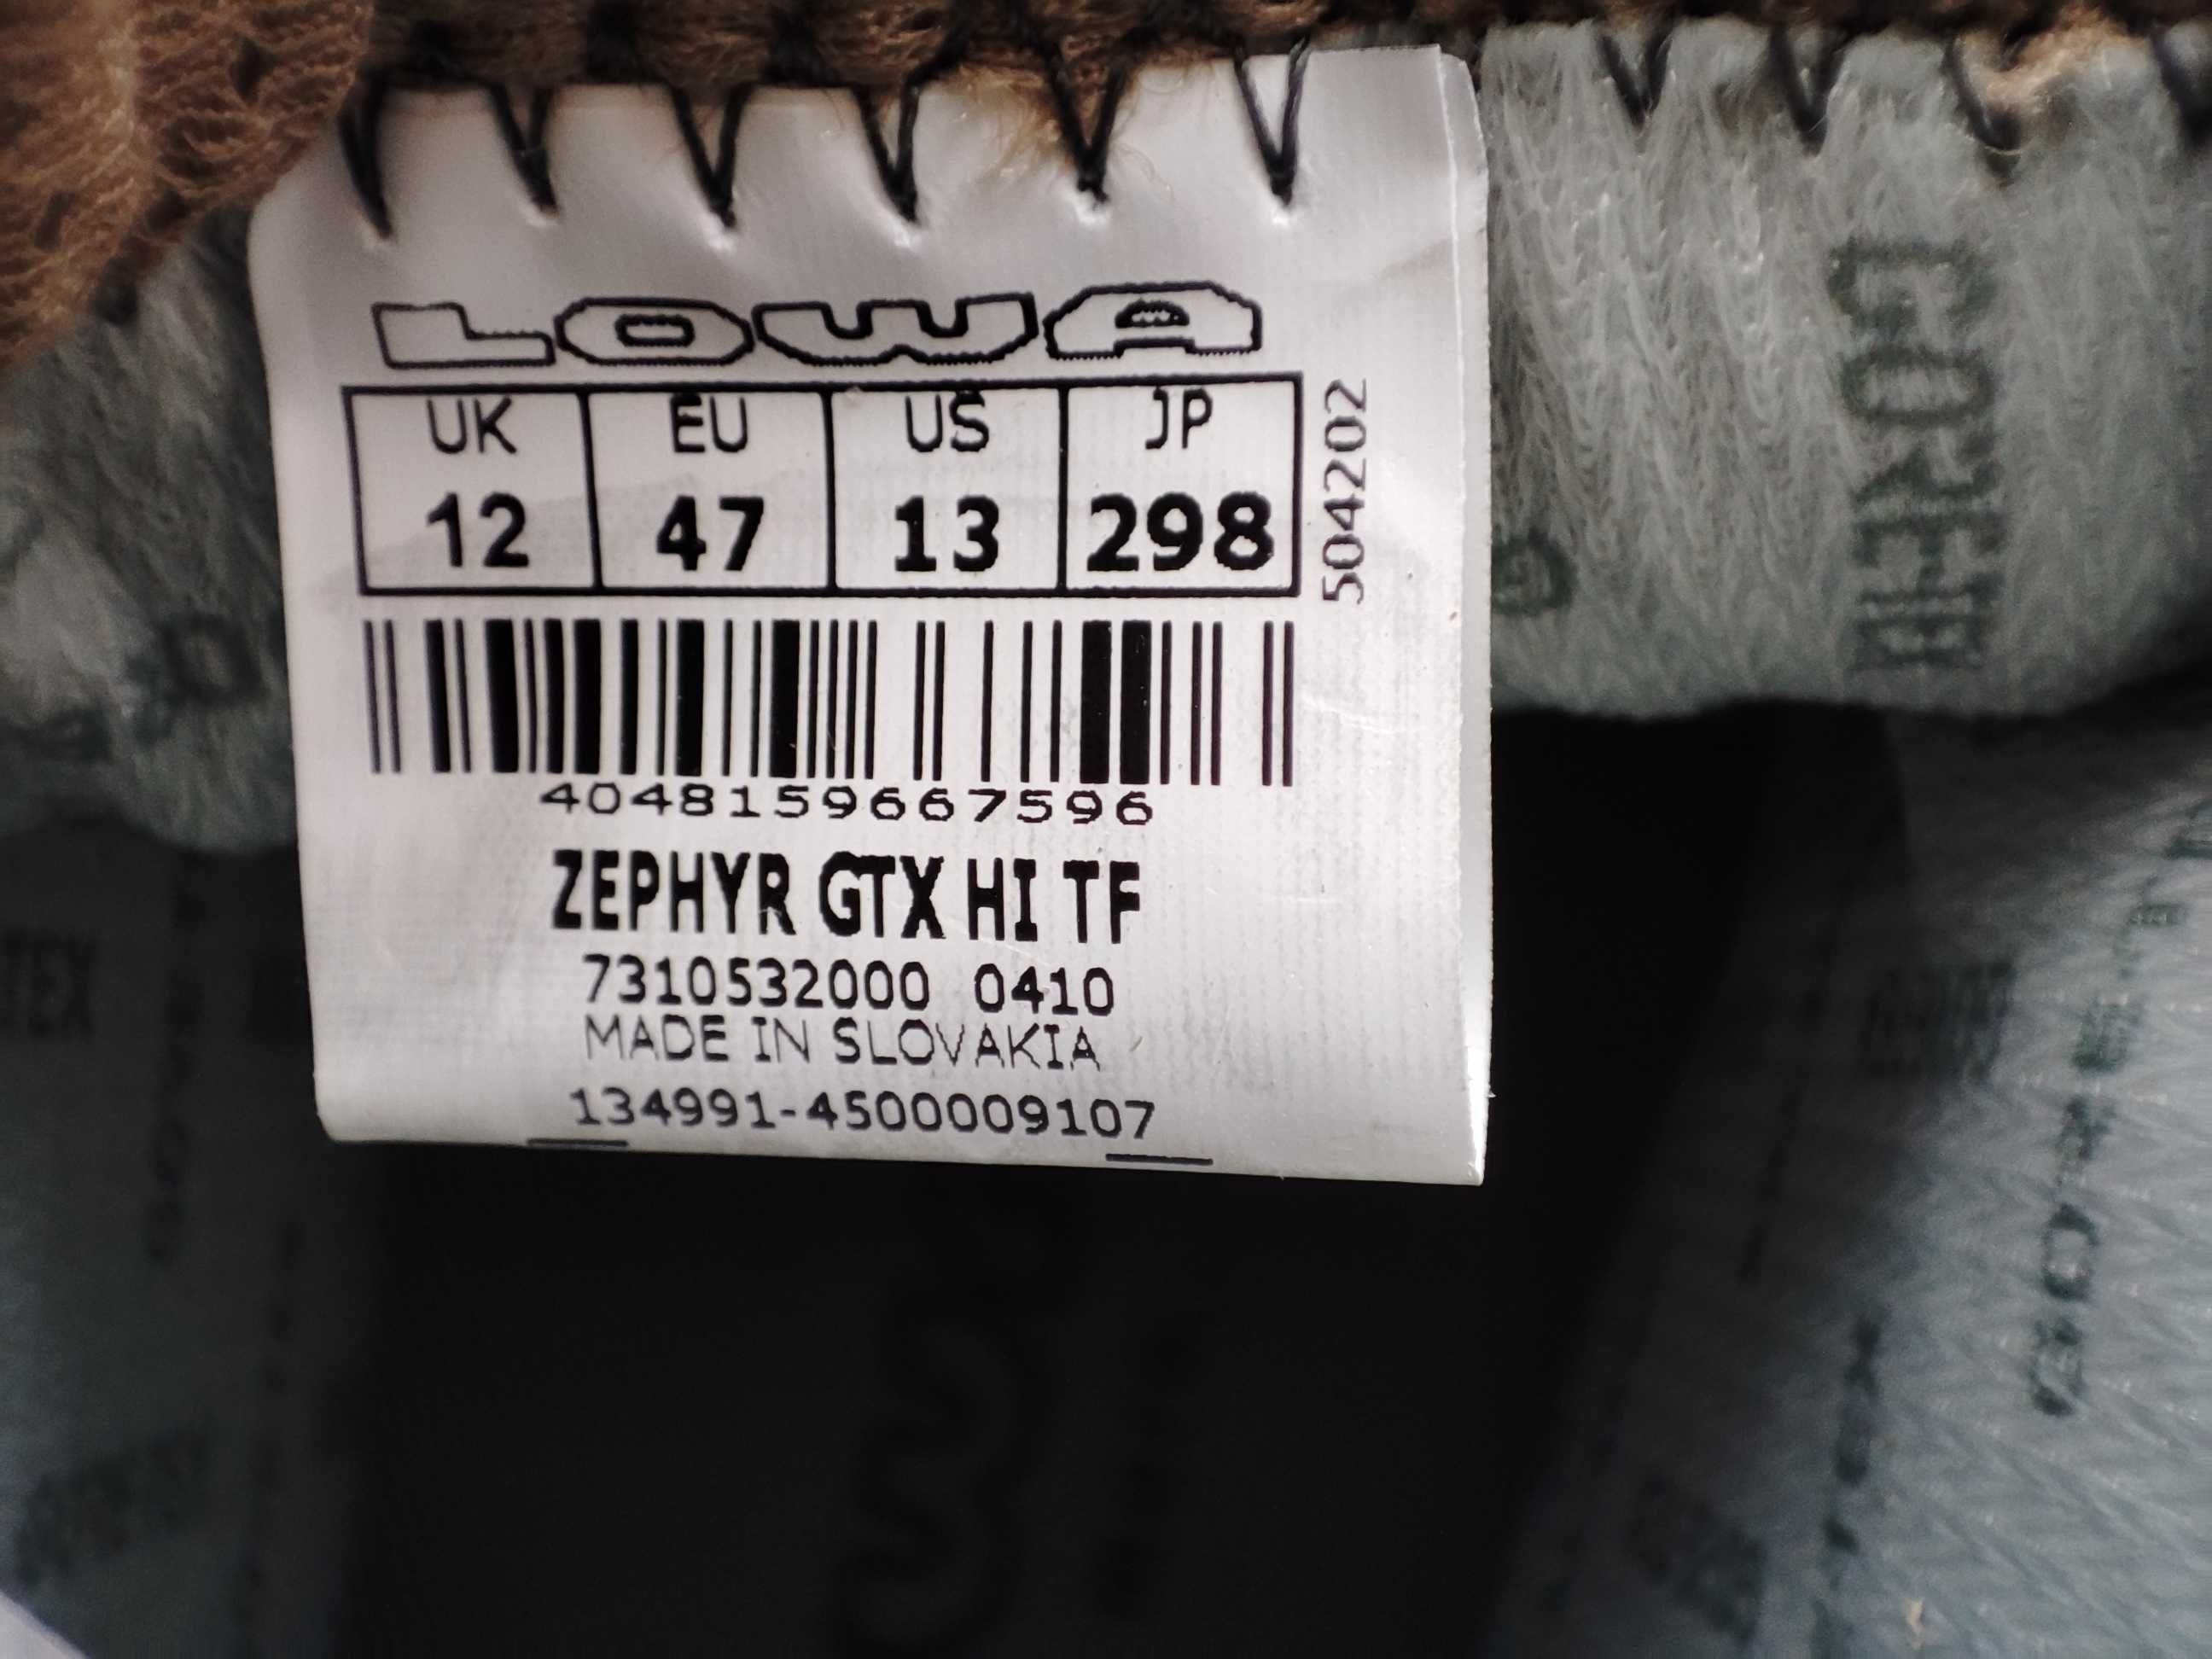 LOWA
UK EU US JP
12 47 13 298
504202
4048159667596
ZEPHYR GTX HI TF
7310532000 0410
MADE IN SLOVAKIA
134991-4500009107
GORE
TEX